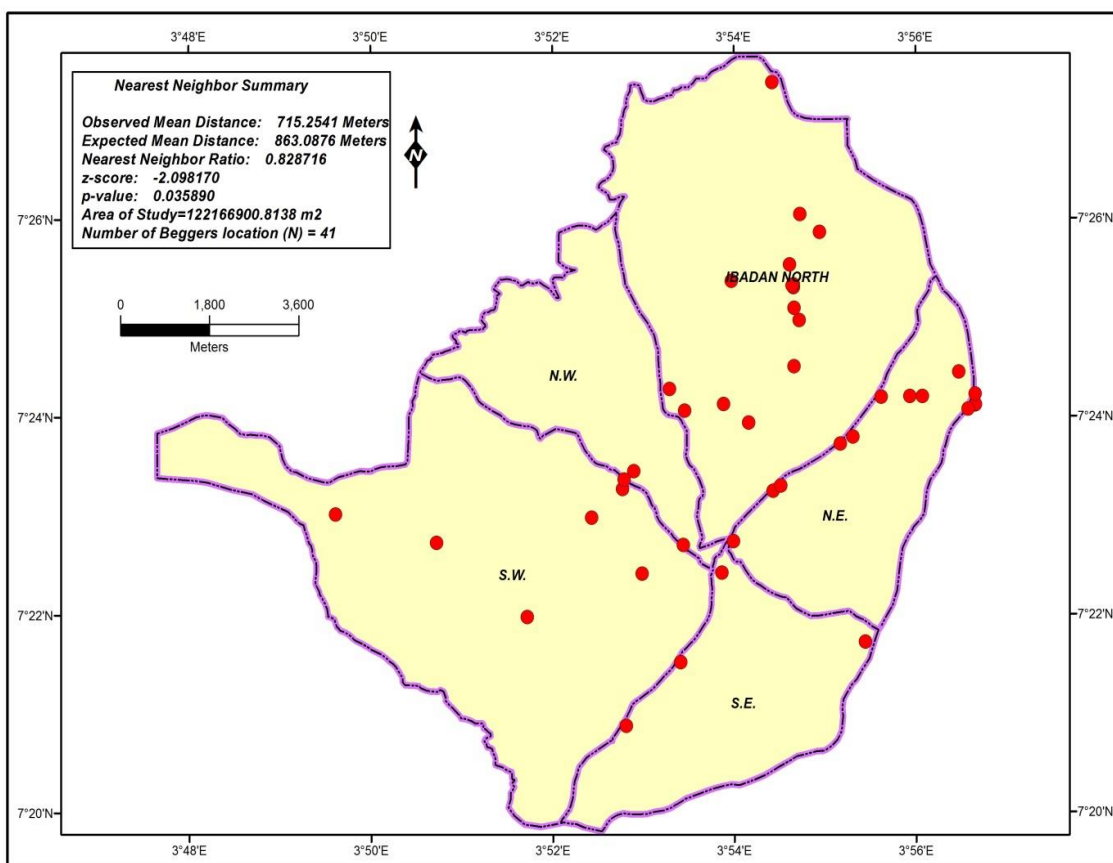 3°48'E 3°50'E 3°52'E 3°54'E 3°56'E
Nearest Neighbor Summary
Observed Mean Distance: 715.2541 Meters
Expected Mean Distance: 863.0876 Meters
Nearest Neighbor Ratio: 0.828716
z-score: -2.098170
p-value: 0.035890
Area of Study=122166900.8138 m2
Number of Beggers location (N) = 41
N
7°26'N 7°26'N
IBADAN NORTH
0 1,800 3,600
Meters
N.W.
7°24'N 7°24'N
N.E.
S.W.
7°22'N 7°22'N
S.E.
7°20'N 7°20'N
3°48'E 3°50'E 3°52'E 3°54'E 3°56'E